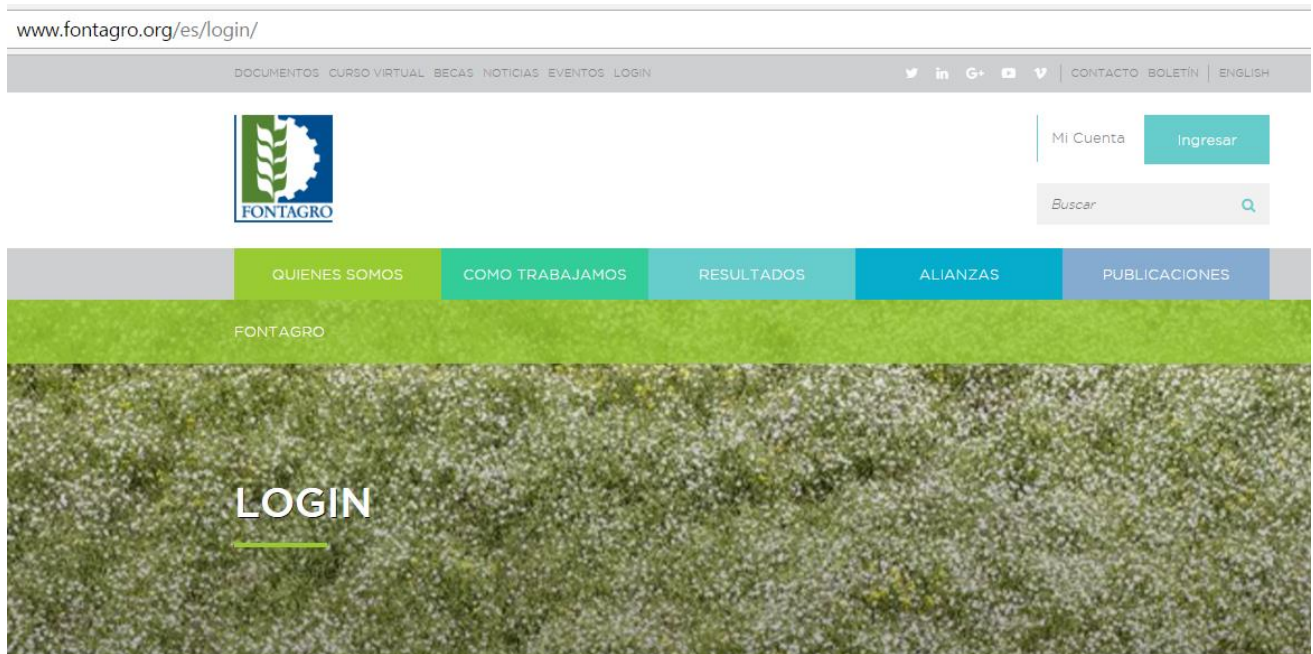 www.fontagro.org/es/login/
DOCUMENTOS CURSO VIRTUAL BECAS NOTICIAS EVENTOS LOGIN
G+ CONTACTO BOLETÍN ENGLISH
Mi Cuenta Ingresar
FONTAGRO
Buscar
QUIENES SOMOS COMO TRABAJAMOS RESULTADOS ALIANZAS PUBLICACIONES
FONTAGRO
LOGIN